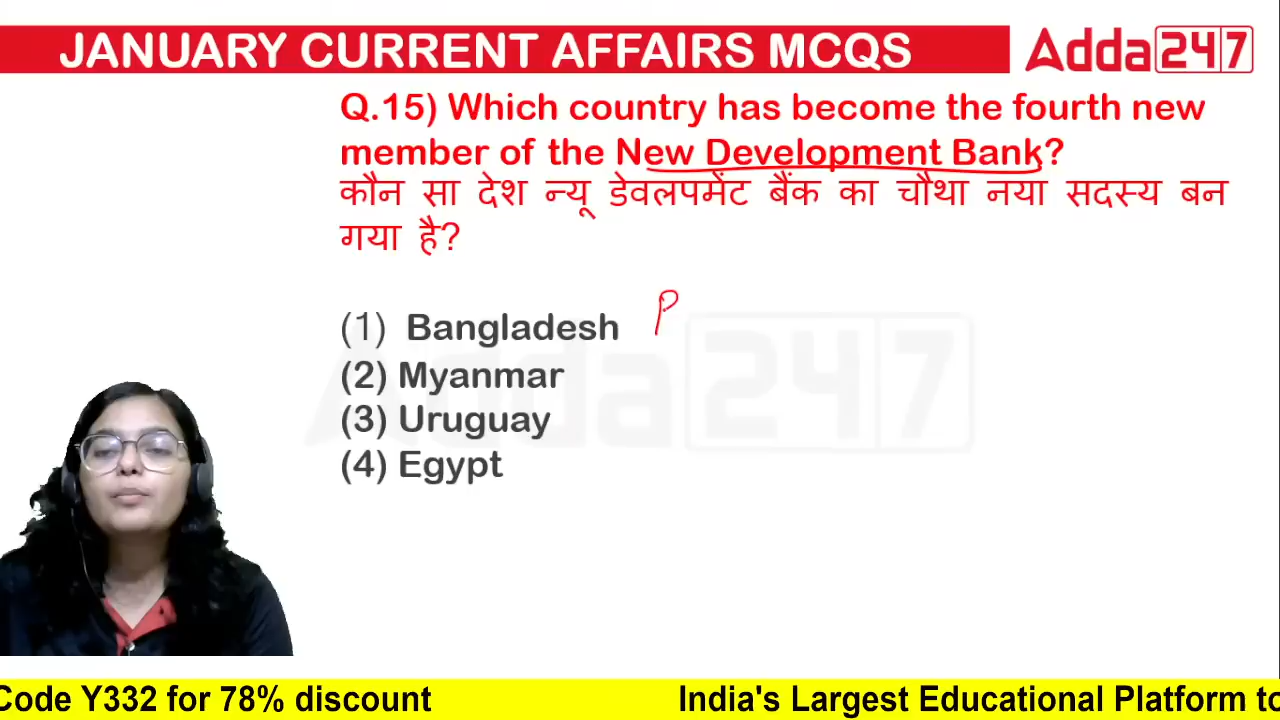 JANUARY CURRENT AFFAIRS MCQS
Adda247
Q.15) Which country has become the fourth new
member of the New Development Bank?
कौन सा देश न्यू डेवलपमेंट बैंक का चौथा नया सदस्य बन
गया है?
(1) Bangladesh
(2) Myanmar
(3) Uruguay
(4) Egypt
Adda247
Code Y332 for 78% discount India's Largest Educational Platform to